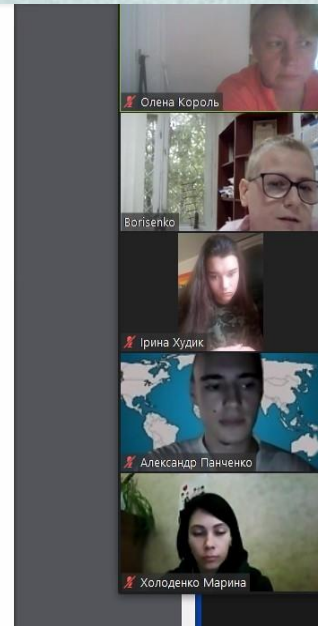 Олена Король
Borisenko
Ірина Худик
Александр Панченко
Холоденко Марина